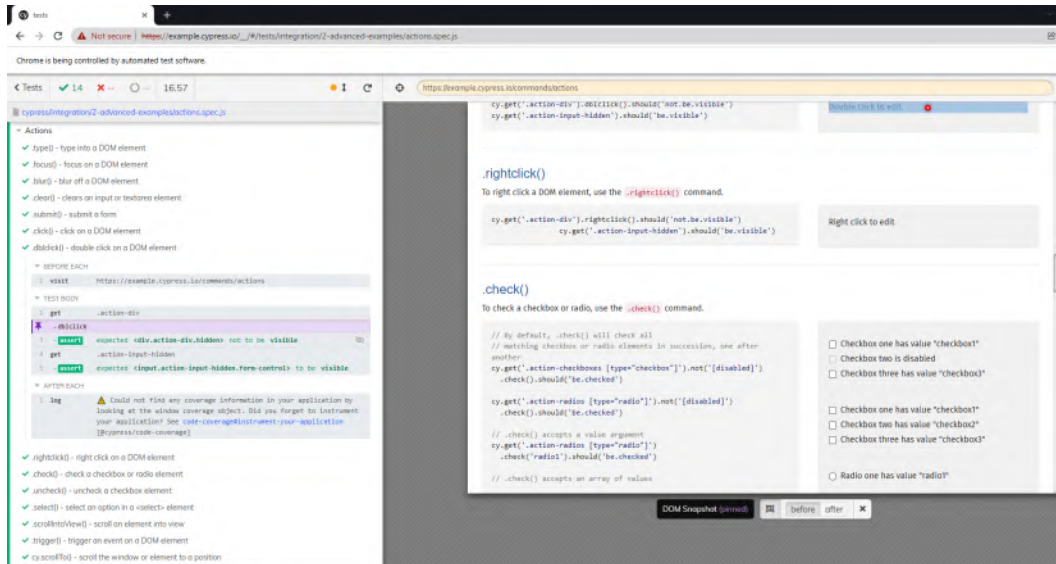 tests
Not secure https://example.cypress.io/__/#/tests/integration/2-advanced-examples/actions.spec.js
Chrome is being controlled by automated test software.
Tests 14 -- -- 16.57 1
https://example.cypress.io/commands/actions
cypress/integration/2-advanced-examples/actions.spec.js
Actions
.type() - type into a DOM element
.focus() - focus on a DOM element
.blur() - blur off a DOM element
.clear() - clears an input or textarea element
.submit() - submit a form
.click() - click on a DOM element
.dblclick() - double click on a DOM element
BEFORE EACH
1 visit https://example.cypress.io/commands/actions
TEST BODY
1 get .action-div
- dblclick
3 - assert expected <div.action-div.hidden> not to be visible
4 get .action-input-hidden
5 - assert expected <input.action-input-hidden.form-control> to be visible
AFTER EACH
1 log Could not find any coverage information in your application by
looking at the window coverage object. Did you forget to instrument
your application? See code-coverage#instrument-your-application
[@cypress/code-coverage]
.rightclick() - right click on a DOM element
.check() - check a checkbox or radio element
.uncheck() - uncheck a checkbox element
.select() - select an option in a <select> element
.scrollIntoView() - scroll an element into view
.trigger() - trigger an event on a DOM element
cy.scrollTo() - scroll the window or element to a position
cy.get('.action-div').dblclick().should('not.be.visible')
cy.get('.action-input-hidden').should('be.visible')
Double click to edit
.rightclick()
To right click a DOM element, use the .rightclick() command.
cy.get('.action-div').rightclick().should('not.be.visible')
cy.get('.action-input-hidden').should('be.visible')
Right click to edit
.check()
To check a checkbox or radio, use the .check() command.
// By default, .check() will check all
// matching checkbox or radio elements in succession, one after
another
cy.get('.action-checkboxes [type="checkbox"]').not('[disabled]')
.check().should('be.checked')
cy.get('.action-radios [type="radio"]').not('[disabled]')
.check().should('be.checked')
// .check() accepts a value argument
cy.get('.action-radios [type="radio"]')
.check('radio1').should('be.checked')
// .check() accepts an array of values
Checkbox one has value "checkbox1"
Checkbox two is disabled
Checkbox three has value "checkbox3"
Checkbox one has value "checkbox1"
Checkbox two has value "checkbox2"
Checkbox three has value "checkbox3"
Radio one has value "radio1"
DOM Snapshot (pinned) before after